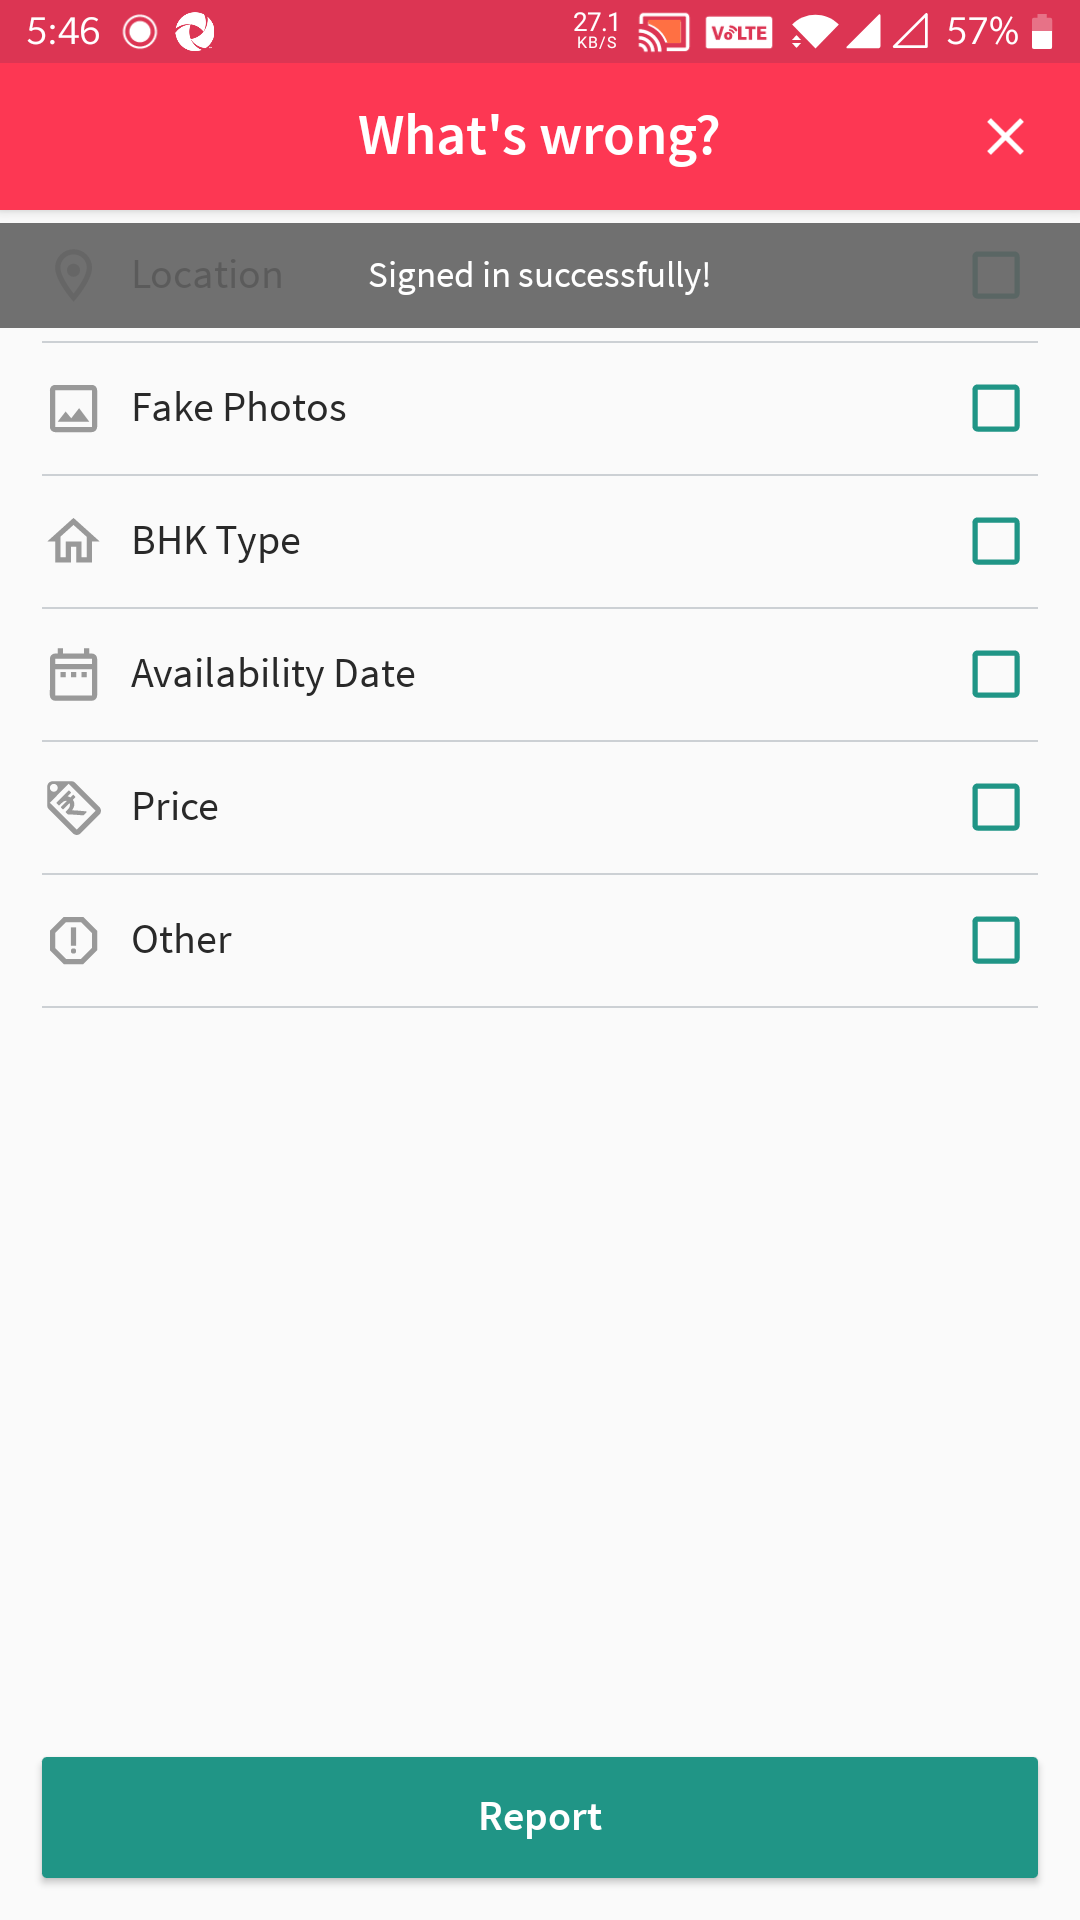 5:46 27.1 KB/S VoLTE 57%
What's wrong?
Location Signed in successfully!
Fake Photos
BHK Type
Availability Date
Price
Other
Report